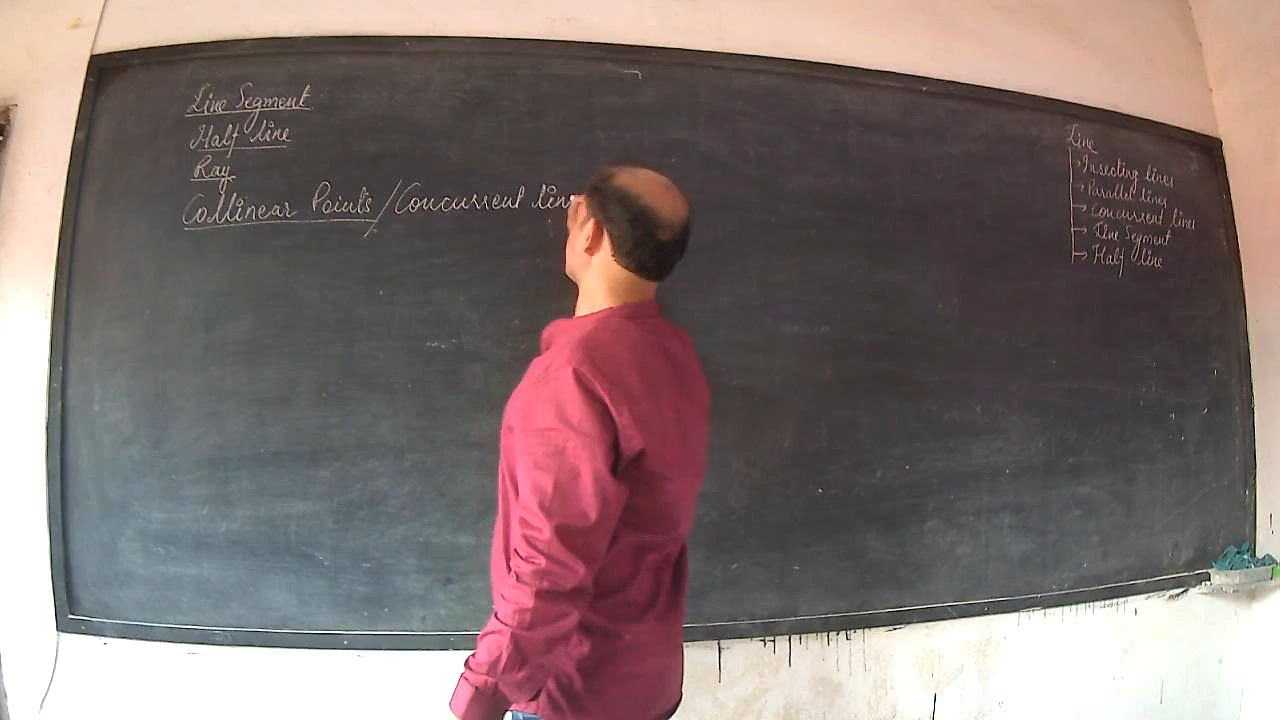 Line Segment
Half line
Ray
Collinear Points / Concurrent lin
Line
Insecting lines
Parallel lines
Concurrent lines
Line Segment
Half line